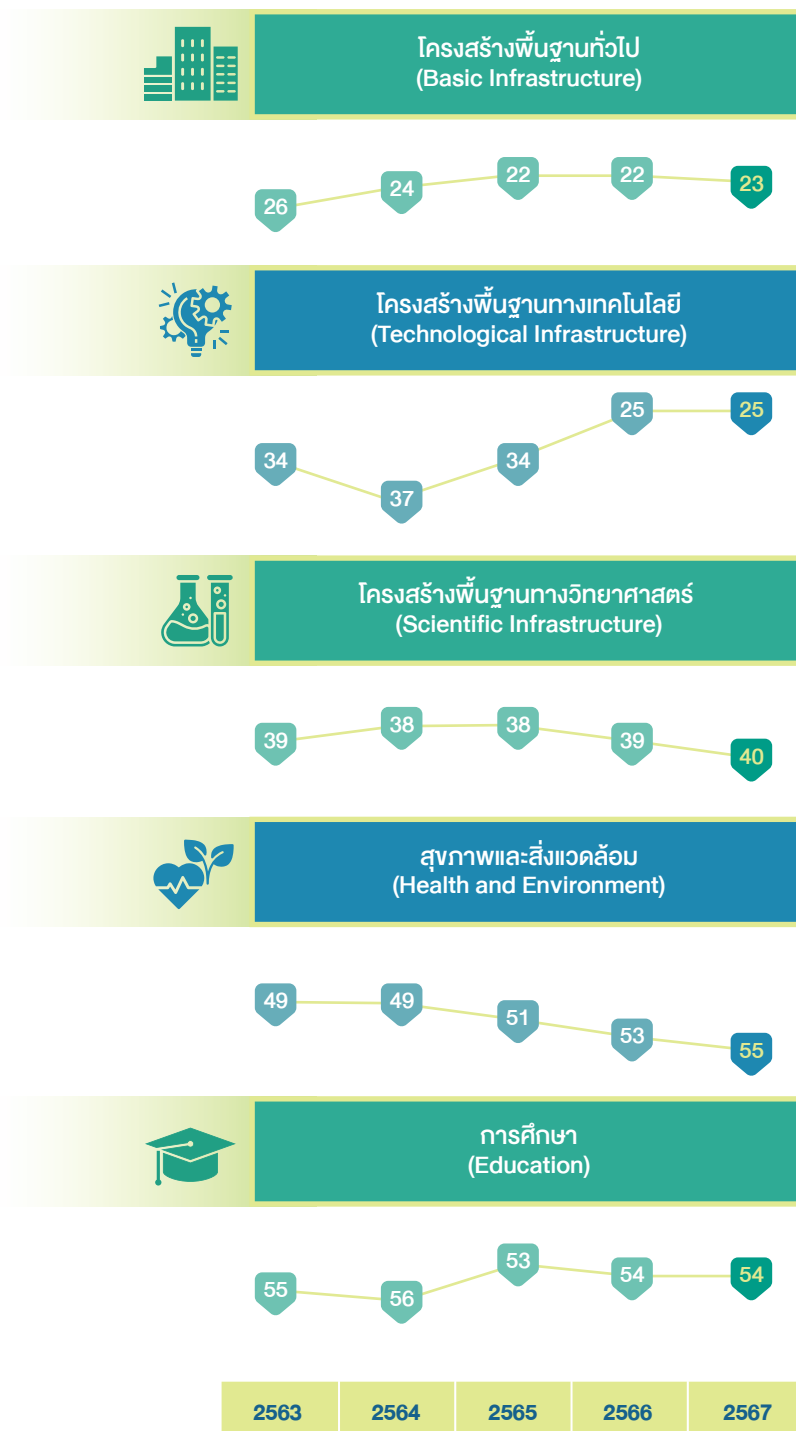 โครงสร้างพื้นฐานทั่วไป
(Basic Infrastructure)
26 24 22 22 23
โครงสร้างพื้นฐานทางเทคโนโลยี
(Technological Infrastructure)
34 37 34 25 25
โครงสร้างพื้นฐานทางวิทยาศาสตร์
(Scientific Infrastructure)
39 38 38 39 40
สุขภาพและสิ่งแวดล้อม
(Health and Environment)
49 49 51 53 55
การศึกษา
(Education)
55 56 53 54 54
2563 2564 2565 2566 2567